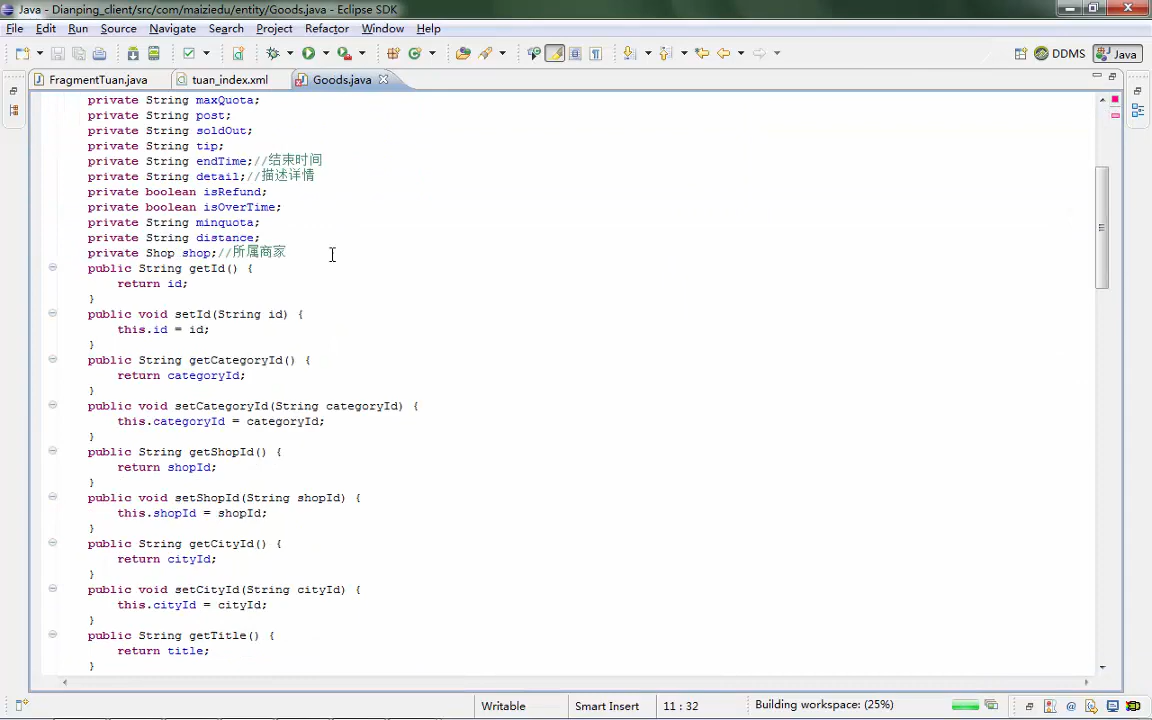 Java - Dianping_client/src/com/maiziedu/entity/Goods.java - Eclipse SDK
File Edit Run Source Navigate Search Project Refactor Window Help
DDMS Java
FragmentTuan.java tuan_index.xml Goods.java
private String maxQuota;
private String post;
private String soldOut;
private String tip;
private String endTime;//结束时间
private String detail;//描述详情
private boolean isRefund;
private boolean isOverTime;
private String minquota;
private String distance;
private Shop shop;//所属商家
public String getId() {
return id;
}
public void setId(String id) {
this.id = id;
}
public String getCategoryId() {
return categoryId;
}
public void setCategoryId(String categoryId) {
this.categoryId = categoryId;
}
public String getShopId() {
return shopId;
}
public void setShopId(String shopId) {
this.shopId = shopId;
}
public String getCityId() {
return cityId;
}
public void setCityId(String cityId) {
this.cityId = cityId;
}
public String getTitle() {
return title;
}
Writable Smart Insert 11 : 32 Building workspace: (25%)